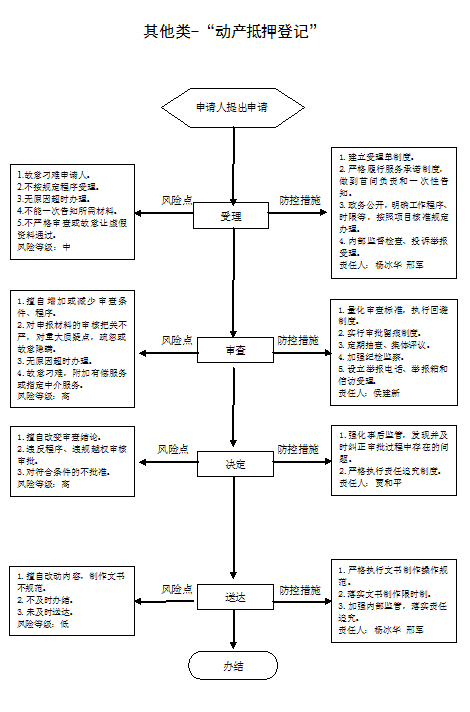 其他类-“动产抵押登记”
申请人提出申请
1.故意刁难申请人。
2.不按规定程序受理。
3.无原因超时办理。
4.不能一次告知所需材料。
5.不严格审查或故意让虚假
资料通过。
风险等级：中
风险点
受理
防控措施
1.建立受理单制度。
2.严格履行服务承诺制度，
做到首问负责和一次性告
知。
3.政务公开，明确工作程序、
时限等，按照项目核准规定
办理。
4.内部监督检查、投诉举报
受理。
责任人：杨冰华 邢军
1.擅自增加或减少审查条
件、程序。
2.对申报材料的审核把关不
严，对重大质疑点，疏忽或
故意隐瞒。
3.无原因超时办理。
4.故意刁难，附加有偿服务
或指定中介服务。
风险等级：高
风险点
审查
防控措施
1.量化审查标准，执行回避
制度。
2.实行审批留痕制度。
3.定期抽查、集体评议。
4.加强纪检监察。
5.设立举报电话、举报箱和
信访受理。
责任人：侯建新
1.擅自改变审查结论。
2.违反程序、违规越权审核
审批。
3.对符合条件的不批准。
风险等级：高
风险点
决定
防控措施
1.强化事后监管，发现并及
时纠正审批过程中存在的问
题。
2.严格执行责任追究制度。
责任人：贾和平
1.擅自改动内容，制作文书
不规范。
2.不及时办结。
3.未及时送达。
风险等级：低
风险点
送达
防控措施
1.严格执行文书制作操作规
范。
2.落实文书制作限时制。
3.加强内部监管，落实责任
追究。
责任人：杨冰华 邢军
办结